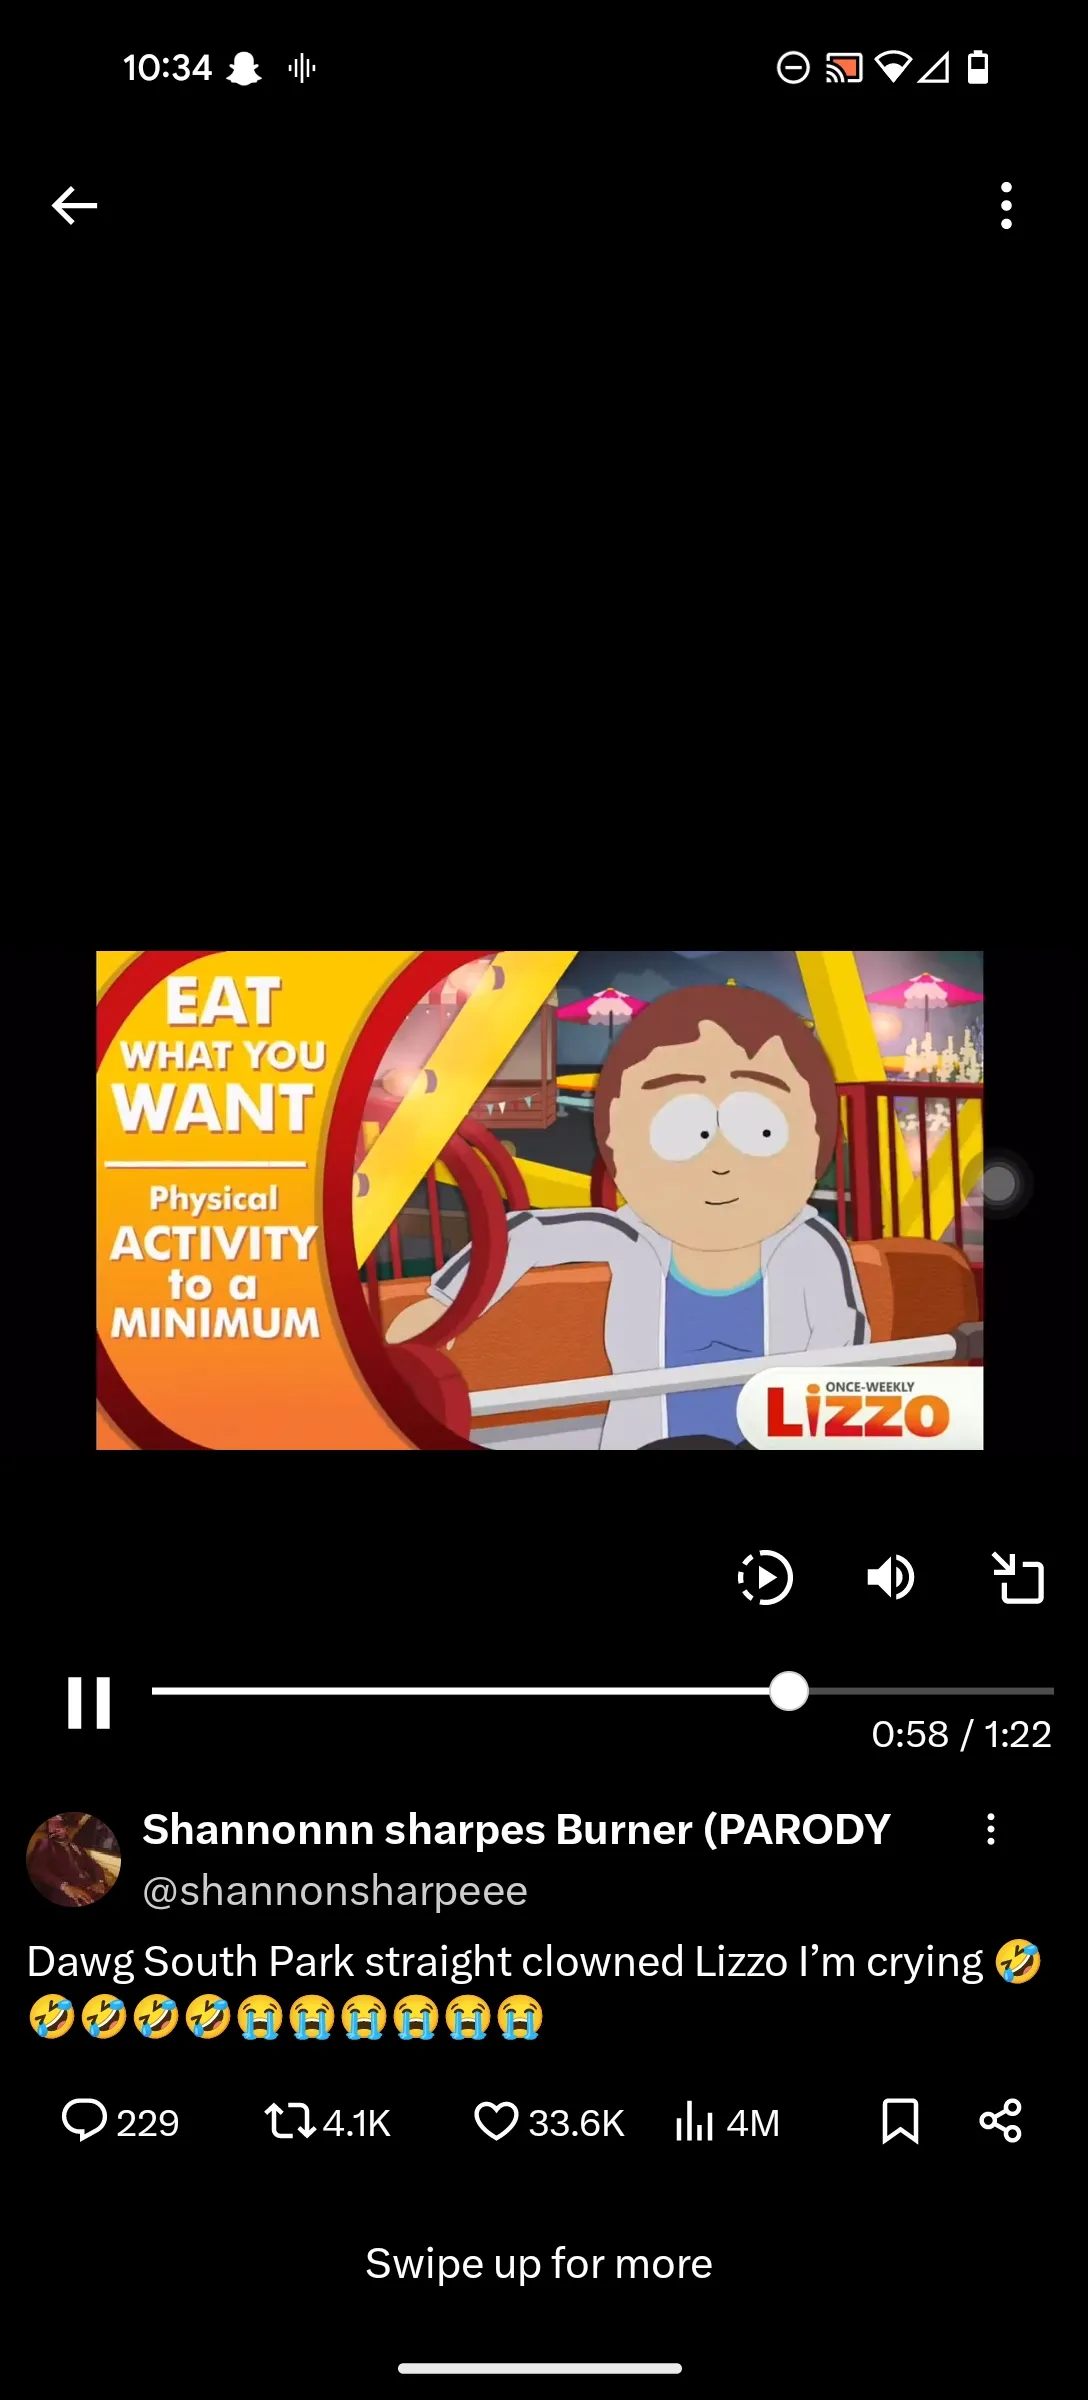 10:34
EAT
WHAT YOU
WANT
Physical
ACTIVITY
to a
MINIMUM
ONCE-WEEKLY
Lizzo
0:58 / 1:22
Shannonnn sharpes Burner (PARODY
@shannonsharpeee
Dawg South Park straight clowned Lizzo I’m crying 🤣
🤣🤣🤣🤣😭😭😭😭😭😭
229 4.1K 33.6K 4M
Swipe up for more